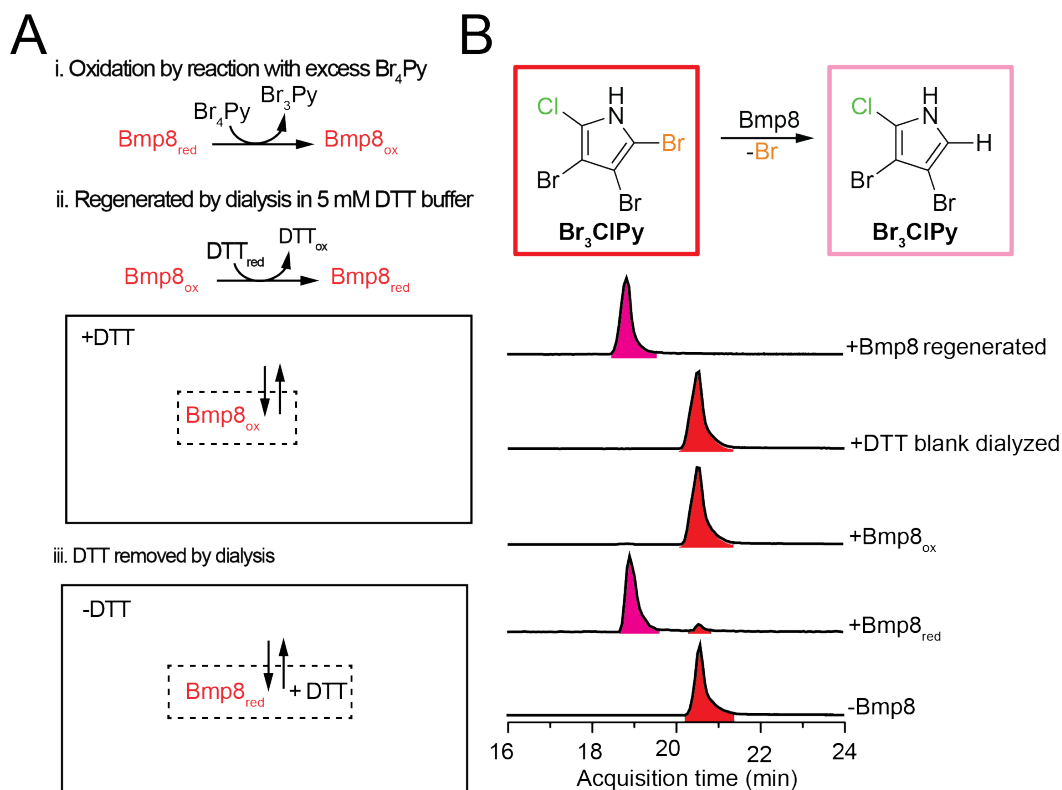 A
i. Oxidation by reaction with excess Br4Py
Br4Py
Br3Py
Bmp8red
Bmp8ox
ii. Regenerated by dialysis in 5 mM DTT buffer
DTTred
DTTox
Bmp8ox
Bmp8red
+DTT
Bmp8ox
iii. DTT removed by dialysis
-DTT
Bmp8red + DTT
B
H
N
Cl
Br
Br
Br
Br3ClPy
Bmp8
-Br
H
N
Cl
H
Br
Br
Br3ClPy
+Bmp8 regenerated
+DTT blank dialyzed
+Bmp8ox
+Bmp8red
-Bmp8
16 18 20 22 24
Acquisition time (min)